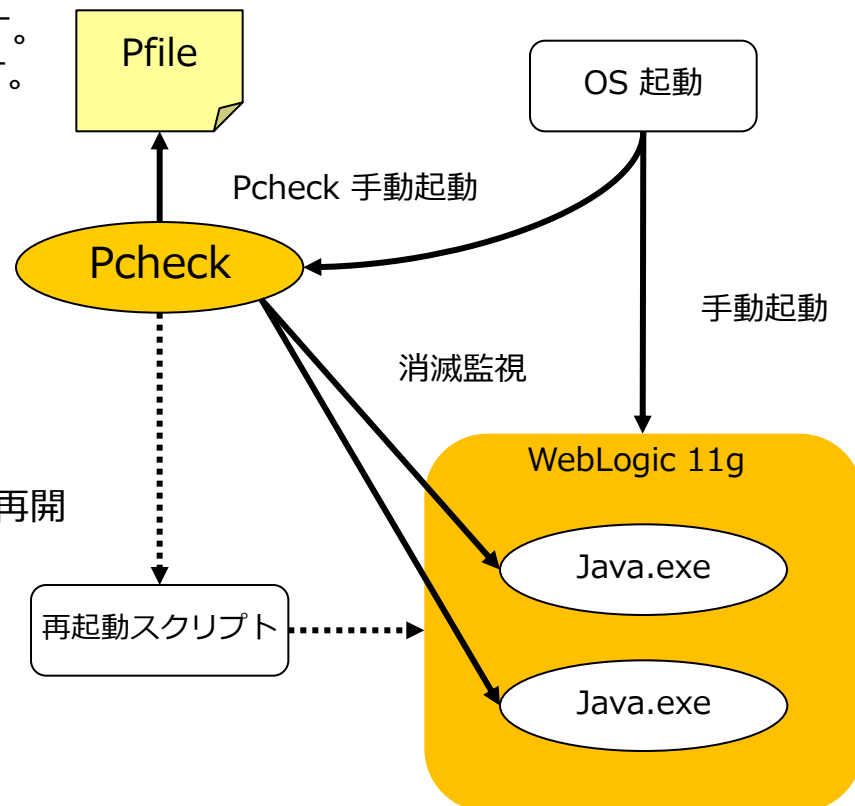 。
。
Pfile
OS 起動
Pcheck 手動起動
Pcheck
手動起動
消滅監視
WebLogic 11g
再開
Java.exe
再起動スクリプト
Java.exe